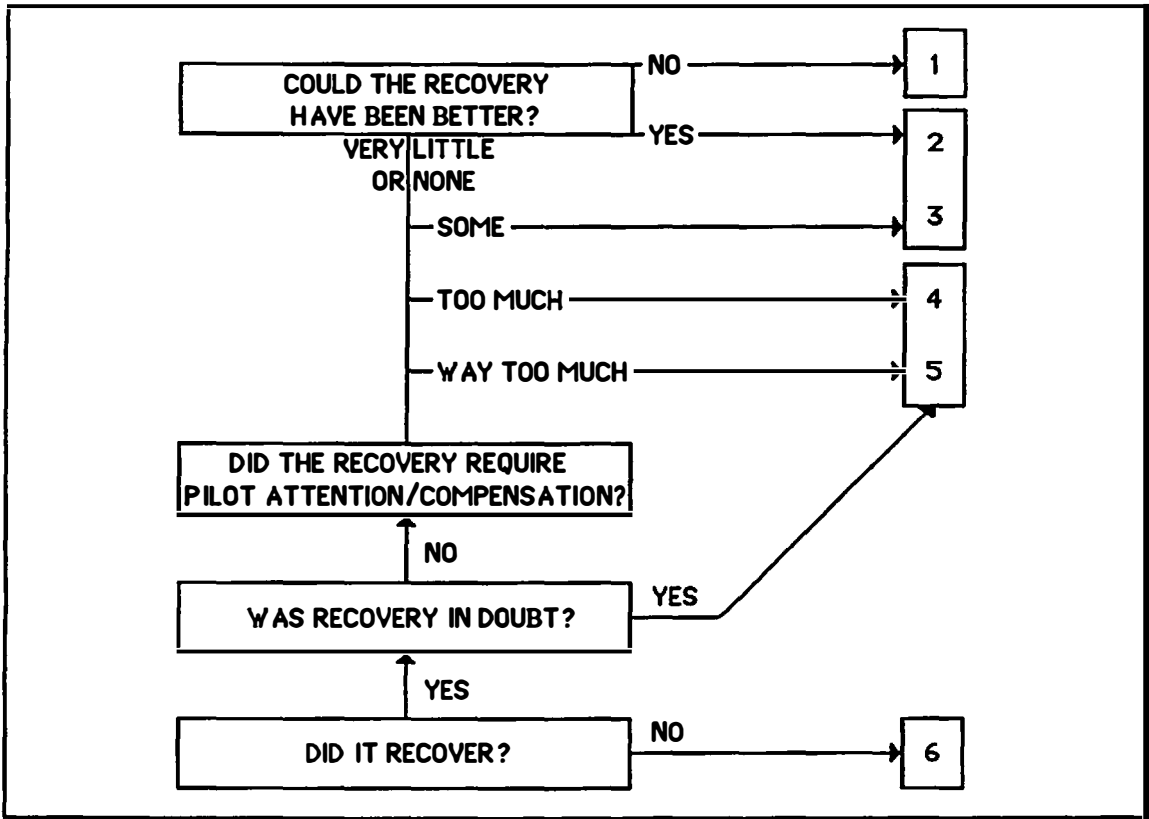 NO
1
COULD THE RECOVERY
HAVE BEEN BETTER?
YES
2
VERY LITTLE
OR NONE
3
SOME
TOO MUCH
4
WAY TOO MUCH
5
DID THE RECOVERY REQUIRE
PILOT ATTENTION/COMPENSATION?
NO
WAS RECOVERY IN DOUBT?
YES
YES
DID IT RECOVER?
NO
6